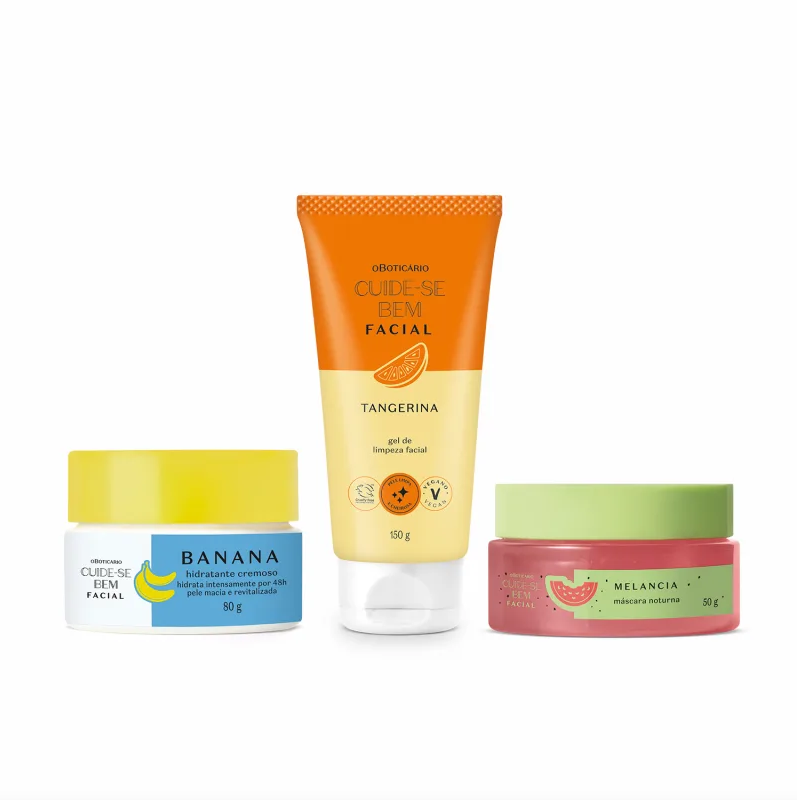 oBOTICÁRIO
CUIDE-SE
BEM
FACIAL
TANGERINA
gel de
limpeza facial
VEGANO
V
VEGAN
150 g
oBOTICÁRIO
CUIDE-SE
BEM
FACIAL
BANANA
hidratante cremoso
hidrata intensamente por 48h
pele macia e revitalizada
80 g
oBOTICÁRIO
CUIDE-SE
BEM
FACIAL
MELANCIA
máscara noturna
50 g